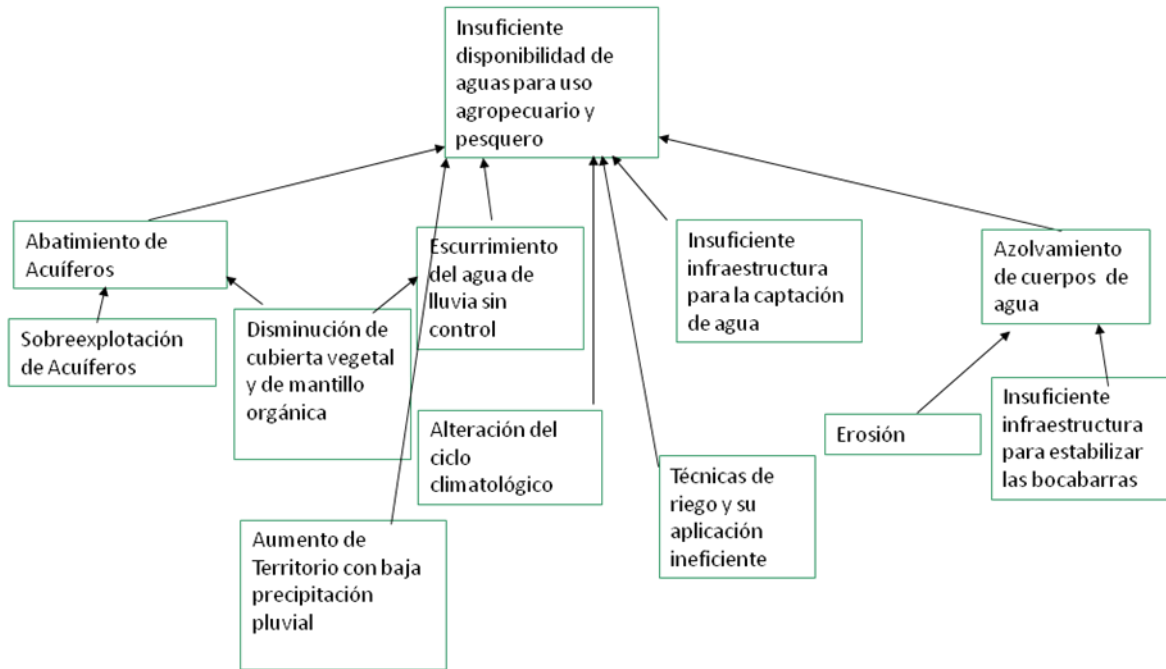 Insuficiente
disponibilidad de
aguas para uso
agropecuario y
pesquero
Abatimiento de
Acuíferos
Escurrimiento
del agua de
lluvia sin
control
Insuficiente
infraestructura
para la captación
de agua
Azolvamiento
de cuerpos de
agua
Sobreexplotación
de Acuíferos
Disminución de
cubierta vegetal
y de mantillo
orgánica
Alteración del
ciclo
climatológico
Erosión
Insuficiente
infraestructura
para estabilizar
las bocabarras
Técnicas de
riego y su
aplicación
ineficiente
Aumento de
Territorio con baja
precipitación
pluvial